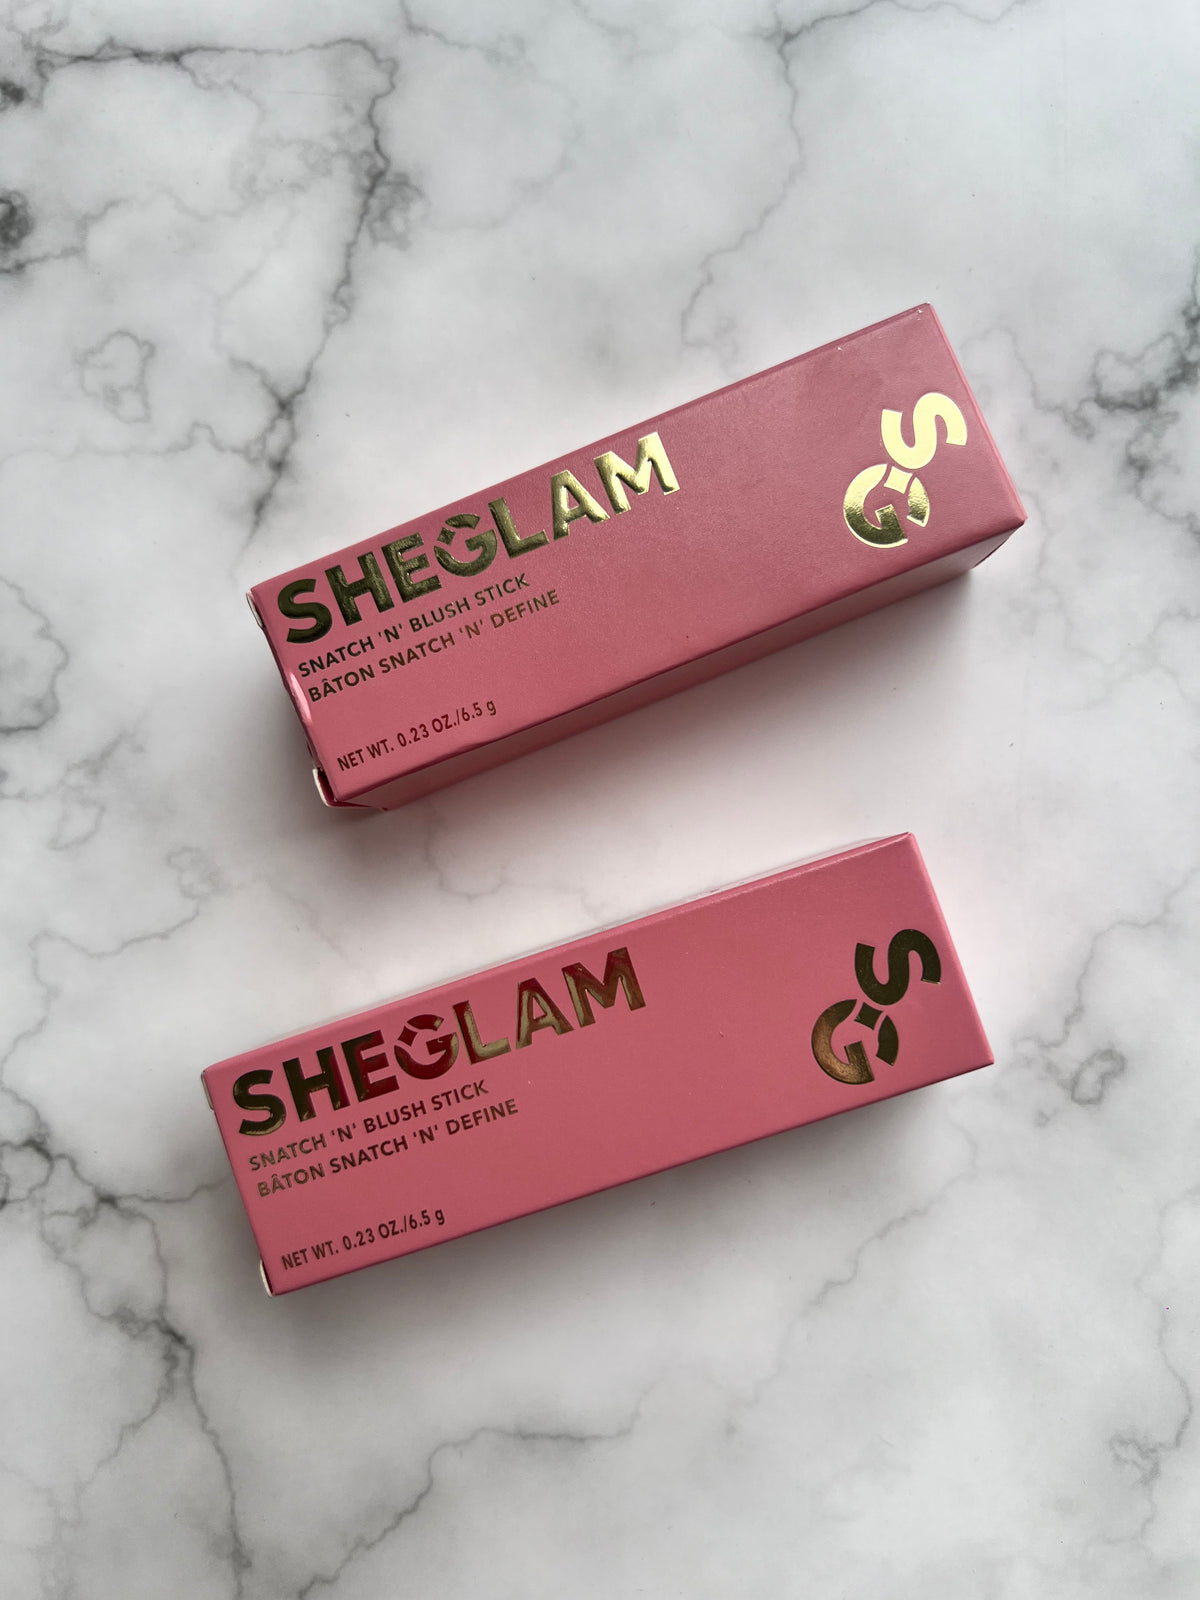 SHEGLAM
SNATCH 'N' BLUSH STICK
BÂTON SNATCH 'N' DEFINE
NET WT. 0.23 OZ./6.5 g
GS
SHEGLAM
SNATCH 'N' BLUSH STICK
BÂTON SNATCH 'N' DEFINE
NET WT. 0.23 OZ./6.5 g
GS